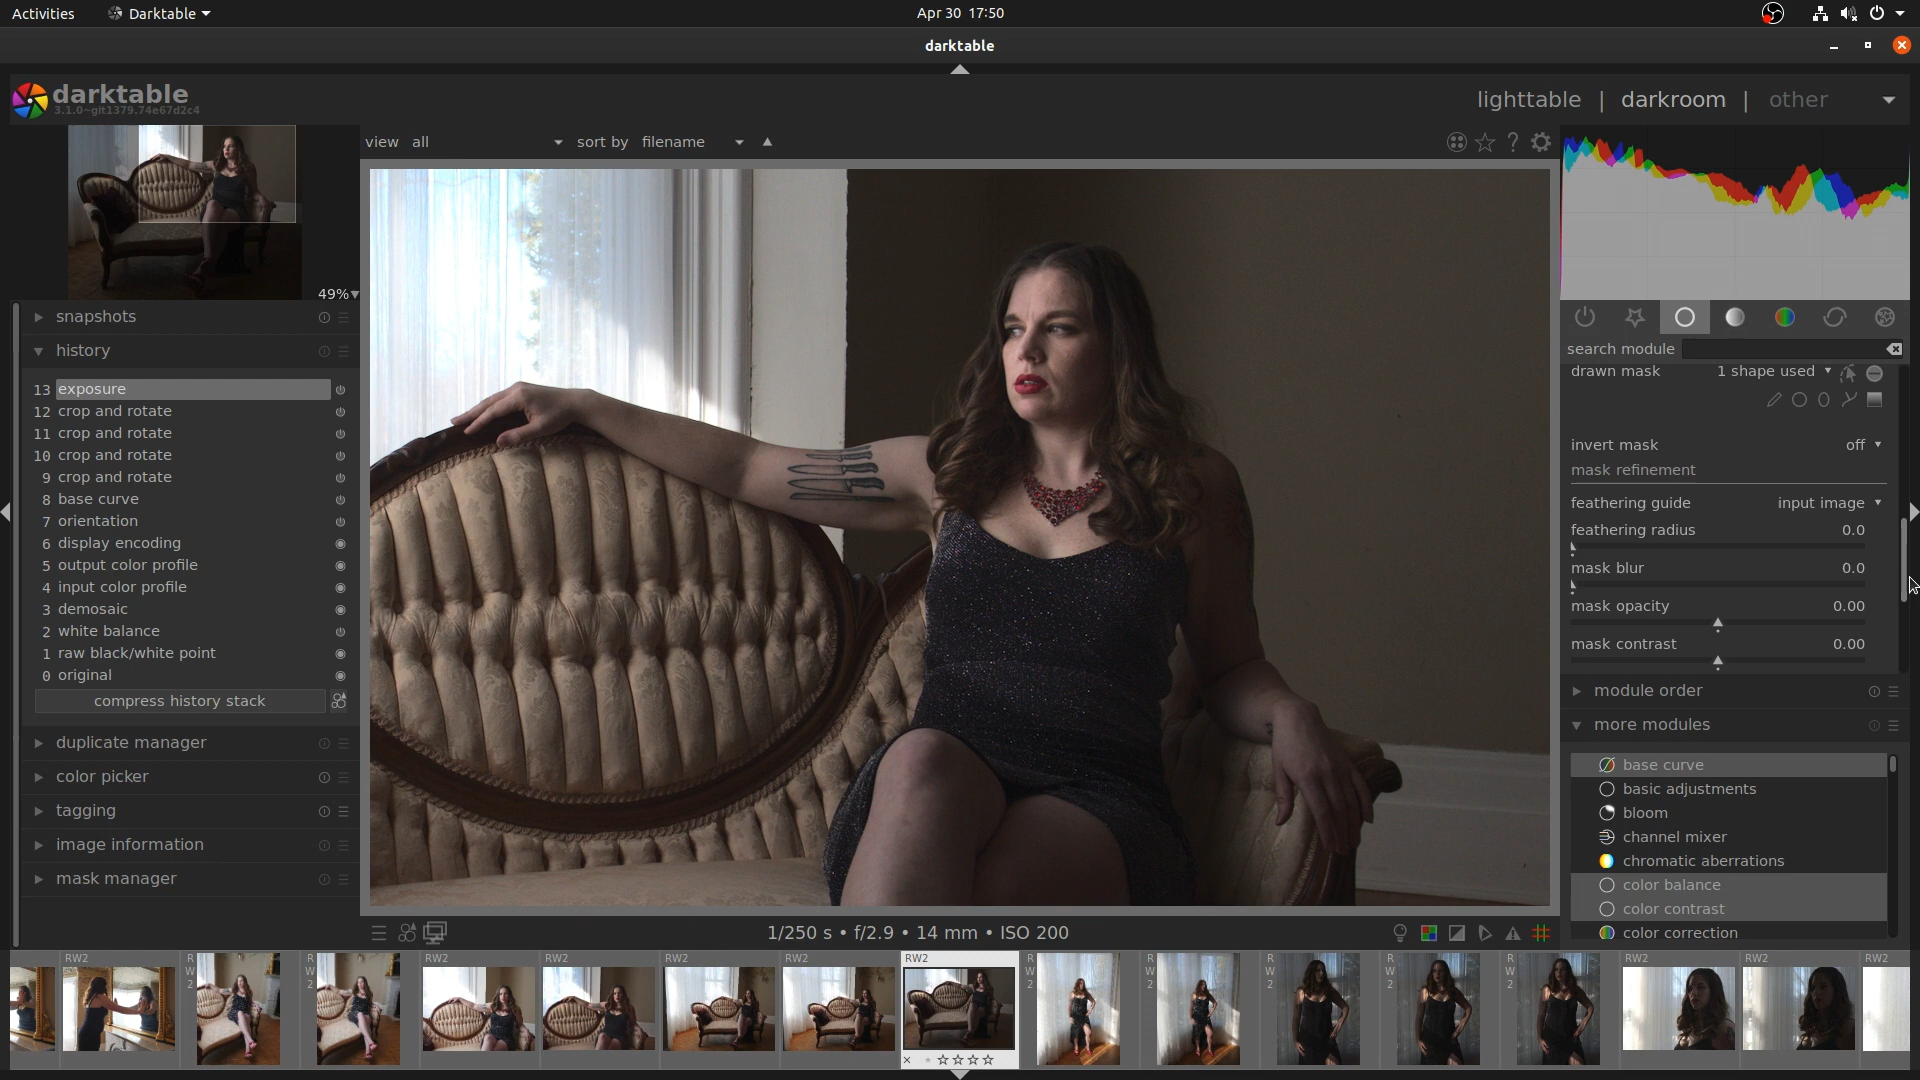 Activities Darktable Apr 30 17:50
darktable
darktable
3.1.0~git1379.74e67d2c4
lighttable | darkroom | other
view all sort by filename
49%
snapshots
history
13 exposure
12 crop and rotate
11 crop and rotate
10 crop and rotate
9 crop and rotate
8 base curve
7 orientation
6 display encoding
5 output color profile
4 input color profile
3 demosaic
2 white balance
1 raw black/white point
0 original
compress history stack
duplicate manager
color picker
tagging
image information
mask manager
search module
drawn mask 1 shape used
invert mask off
mask refinement
feathering guide input image
feathering radius 0.0
mask blur 0.0
mask opacity 0.00
mask contrast 0.00
module order
more modules
base curve
basic adjustments
bloom
channel mixer
chromatic aberrations
color balance
color contrast
color correction
1/250 s • f/2.9 • 14 mm • ISO 200
RW2 RW2 RW2 RW2 RW2 RW2 RW2 RW2 RW2 RW2 RW2 RW2 RW2 RW2 RW2 RW2